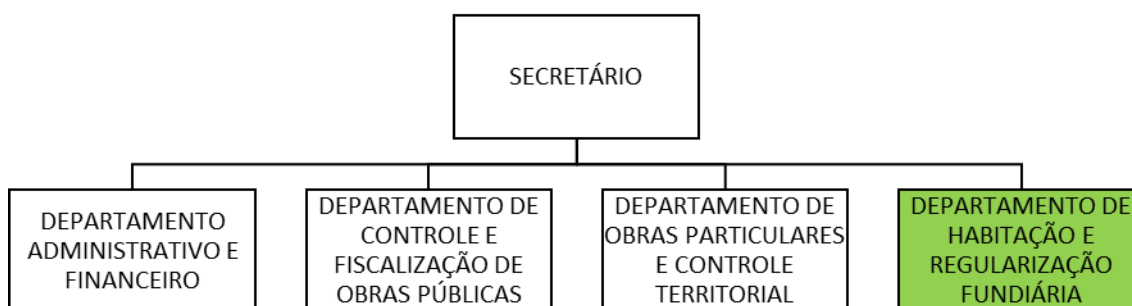 SECRETÁRIO
DEPARTAMENTO
ADMINISTRATIVO E
FINANCEIRO
DEPARTAMENTO DE
CONTROLE E
FISCALIZAÇÃO DE
OBRAS PÚBLICAS
DEPARTAMENTO DE
OBRAS PARTICULARES
E CONTROLE
TERRITORIAL
DEPARTAMENTO DE
HABITAÇÃO E
REGULARIZAÇÃO
FUNDIÁRIA